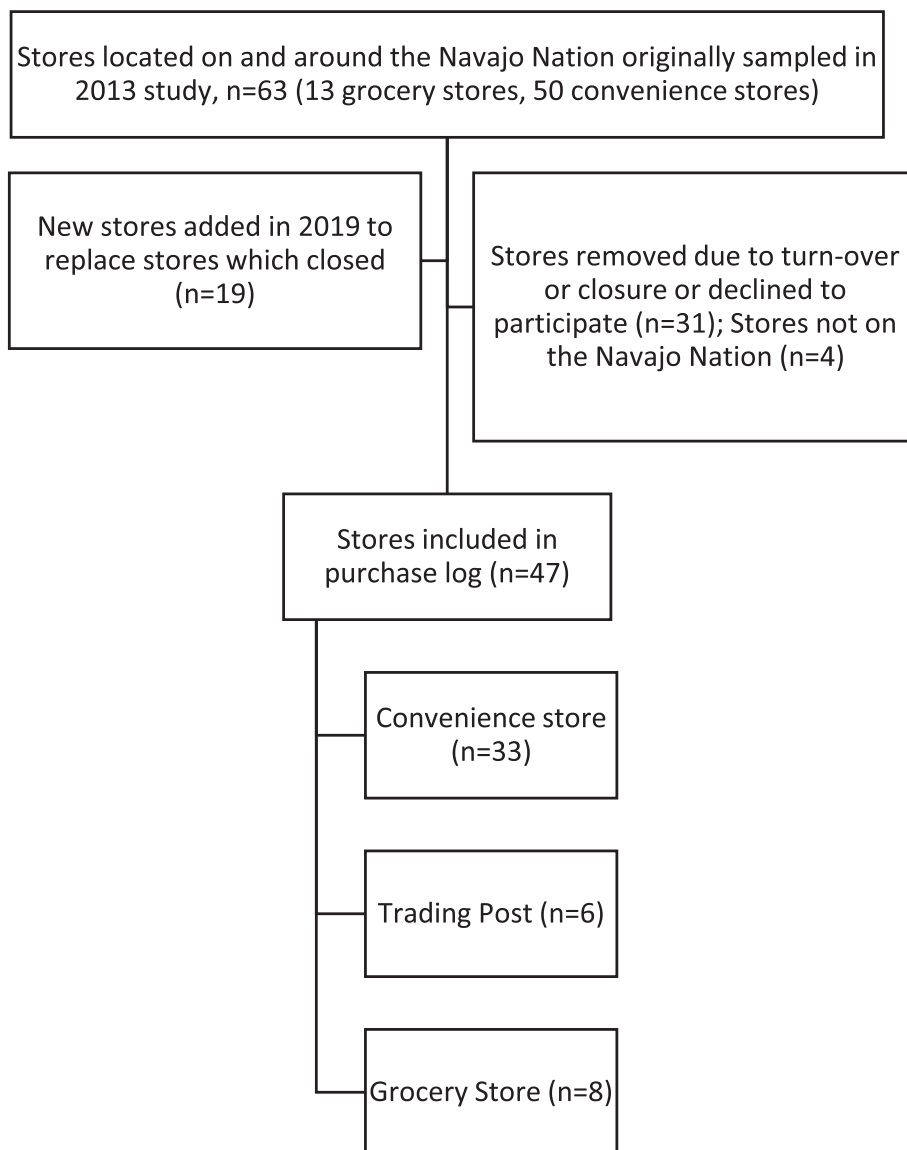 Stores located on and around the Navajo Nation originally sampled in
2013 study, n=63 (13 grocery stores, 50 convenience stores)
New stores added in 2019 to
replace stores which closed
(n=19)
Stores removed due to turn-over
or closure or declined to
participate (n=31); Stores not on
the Navajo Nation (n=4)
Stores included in
purchase log (n=47)
Convenience store
(n=33)
Trading Post (n=6)
Grocery Store (n=8)